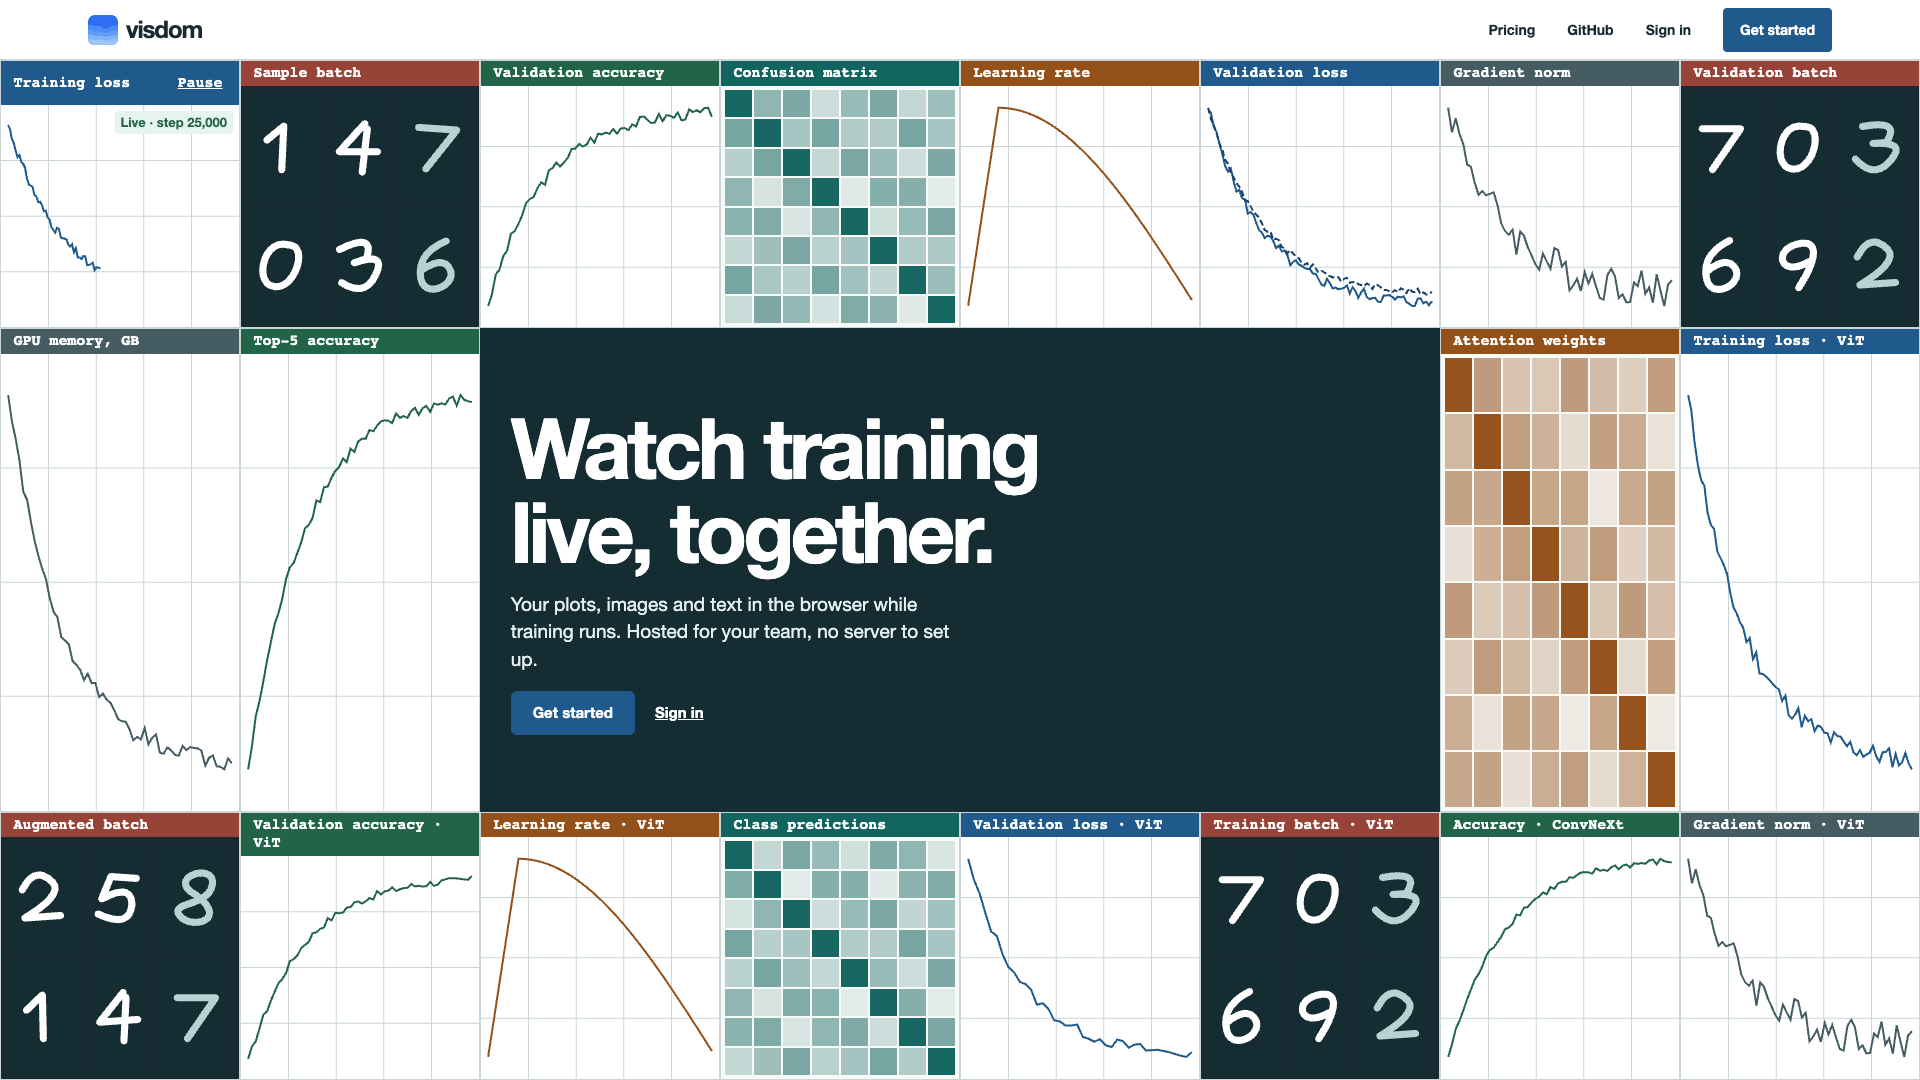 visdom
Pricing
GitHub
Sign in
Get started
Training loss
Pause
Sample batch
Validation accuracy
Confusion matrix
Learning rate
Validation loss
Gradient norm
Validation batch
Live · step 25,000
1 4 7
0 3 6
7 0 3
6 9 2
GPU memory, GB
Top-5 accuracy
Watch training
live, together.
Your plots, images and text in the browser while
training runs. Hosted for your team, no server to set
up.
Get started
Sign in
Attention weights
Training loss · ViT
Augmented batch
Validation accuracy ·
ViT
Learning rate · ViT
Class predictions
Validation loss · ViT
Training batch · ViT
Accuracy · ConvNeXt
Gradient norm · ViT
2 5 8
1 4 7
7 0 3
6 9 2